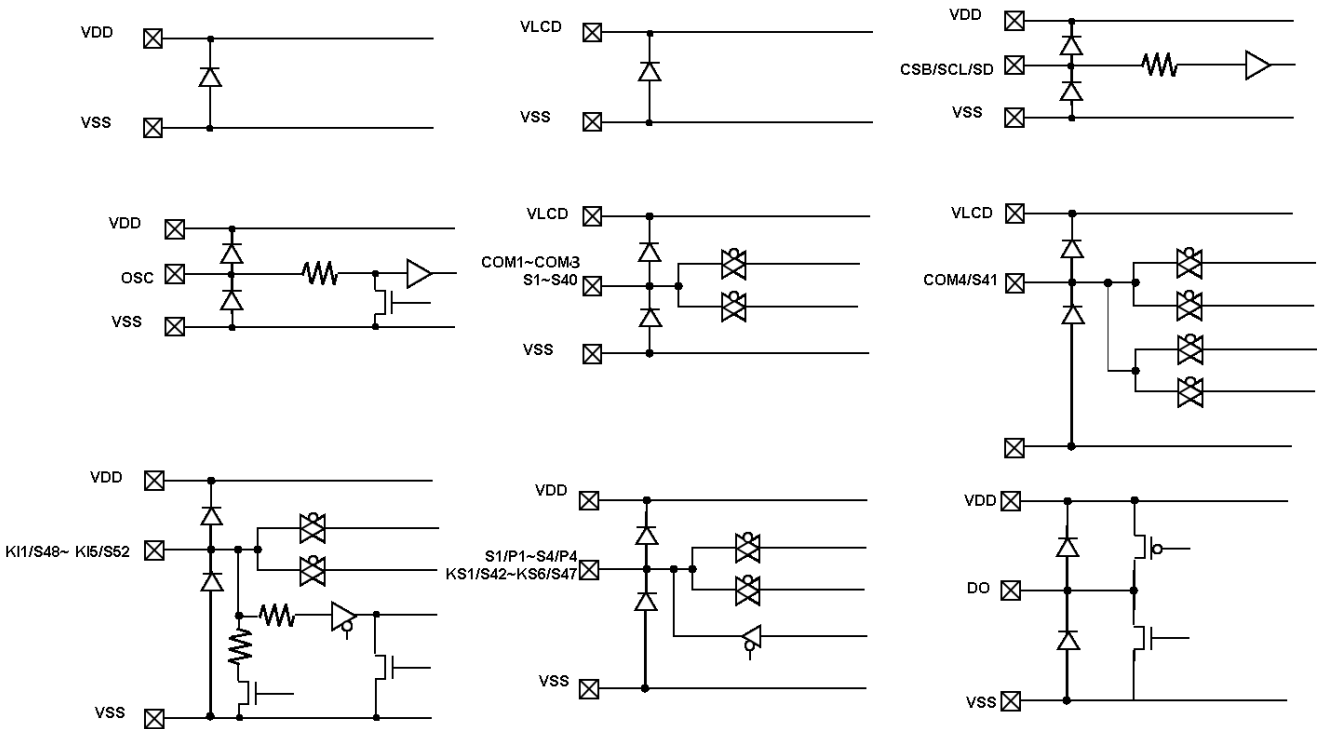 VDD
VSS
VLCD
VSS
VDD
CSB/SCL/SD
VSS
VDD
OSC
VSS
VLCD
COM1~COM3
S1~S40
VSS
VLCD
COM4/S41
VDD
KI1/S48~ KI5/S52
VSS
VDD
S1/P1~S4/P4
KS1/S42~KS6/S47
VSS
VDD
DO
VSS